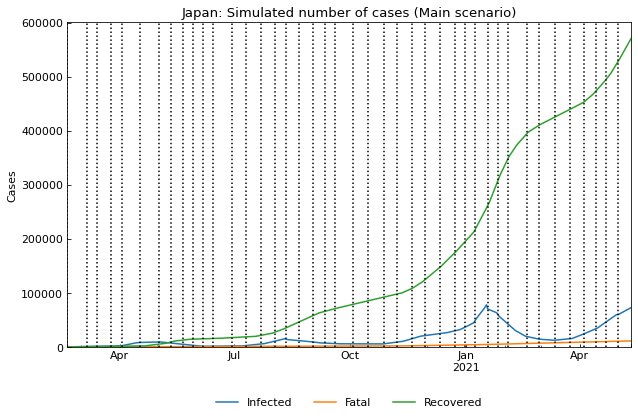 Japan: Simulated number of cases (Main scenario)
600000
500000
400000
300000
200000
100000
0
Cases
Apr
Jul
Oct
Jan
2021
Apr
Infected
Fatal
Recovered